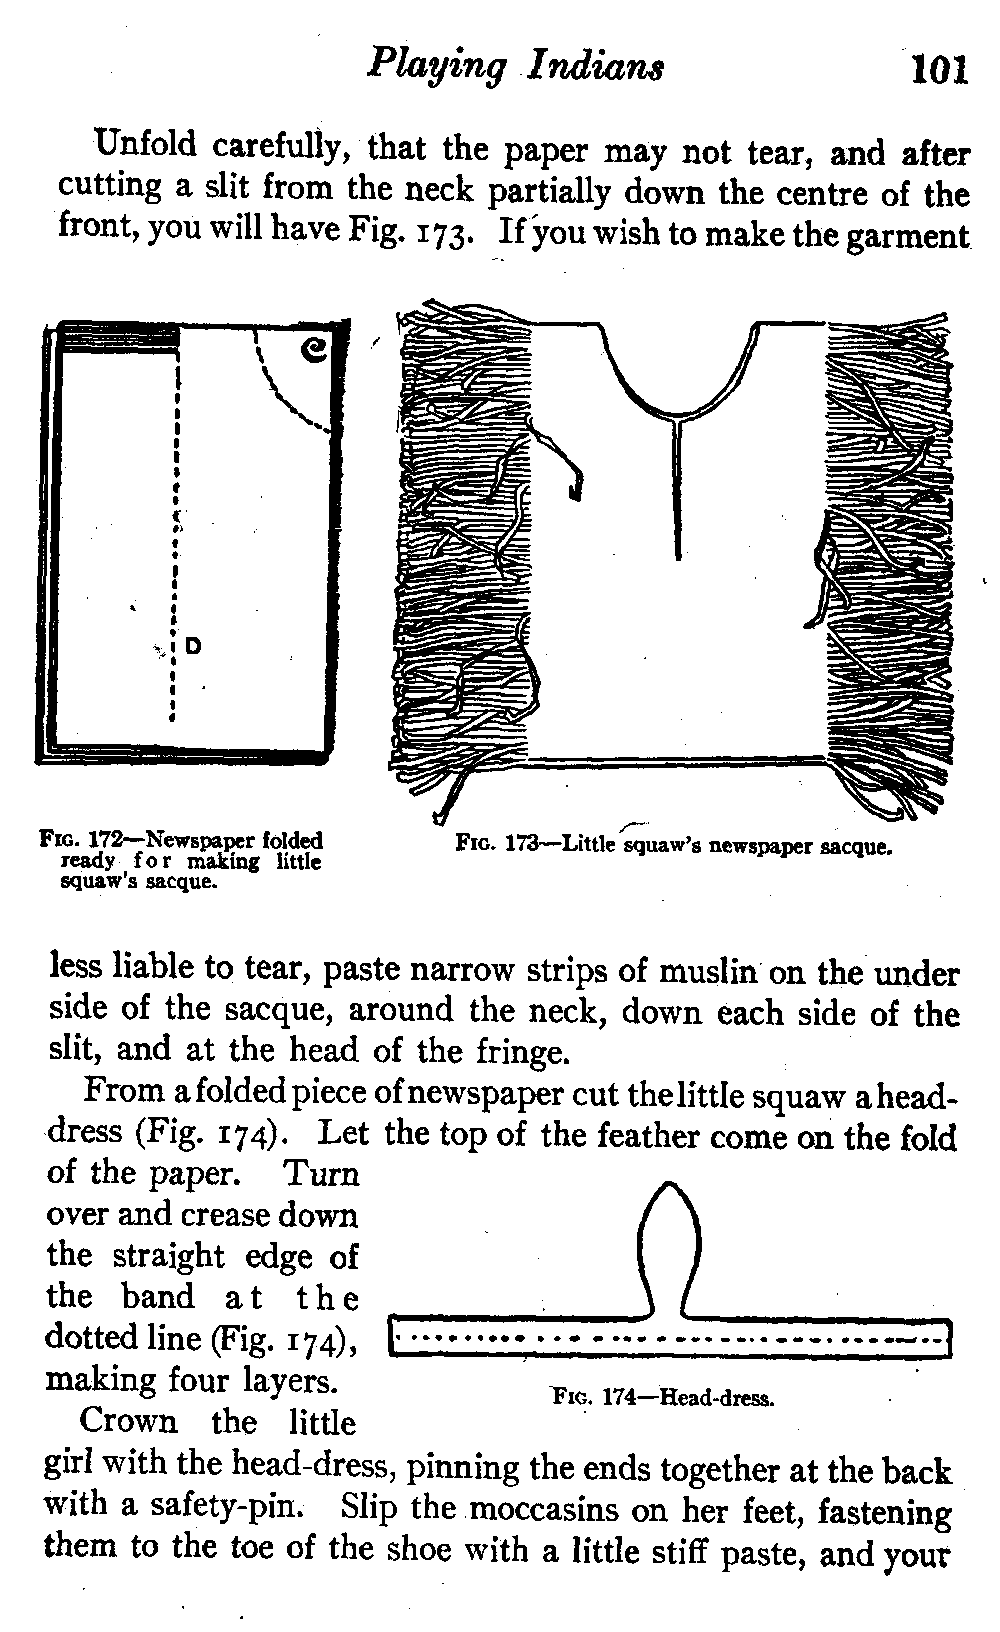 Playing Indians 101
Unfold carefully, that the paper may not tear, and after
cutting a slit from the neck partially down the centre of the
front, you will have Fig. 173. If you wish to make the garment
D
FIG. 172—Newspaper folded
ready for making little
squaw's sacque.
FIG. 173—Little squaw's newspaper sacque.
less liable to tear, paste narrow strips of muslin on the under
side of the sacque, around the neck, down each side of the
slit, and at the head of the fringe.
From a folded piece of newspaper cut the little squaw a head-
dress (Fig. 174). Let the top of the feather come on the fold
of the paper. Turn
over and crease down
the straight edge of
the band at the
dotted line (Fig. 174),
making four layers.
Crown the little
FIG. 174—Head-dress.
girl with the head-dress, pinning the ends together at the back
with a safety-pin. Slip the moccasins on her feet, fastening
them to the toe of the shoe with a little stiff paste, and your